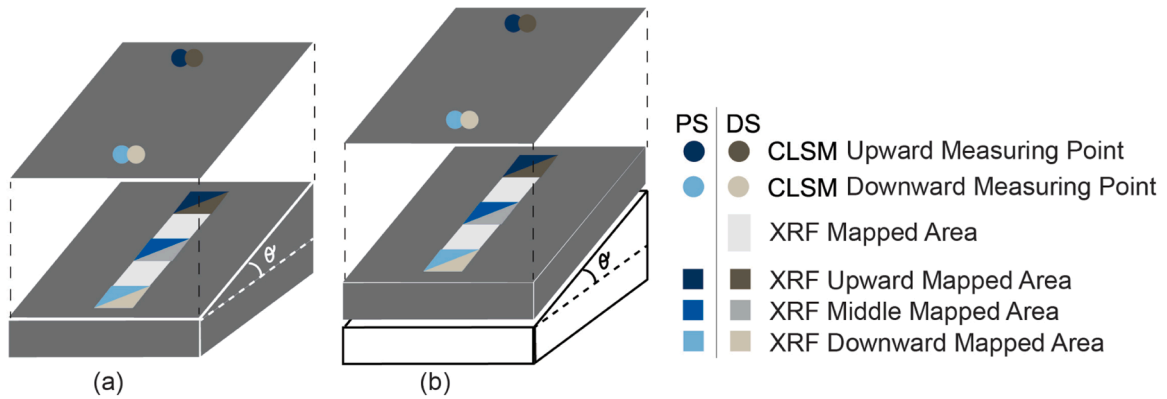 PS DS
CLSM Upward Measuring Point
CLSM Downward Measuring Point
XRF Mapped Area
XRF Upward Mapped Area
XRF Middle Mapped Area
XRF Downward Mapped Area
θ
θ
(a)
(b)